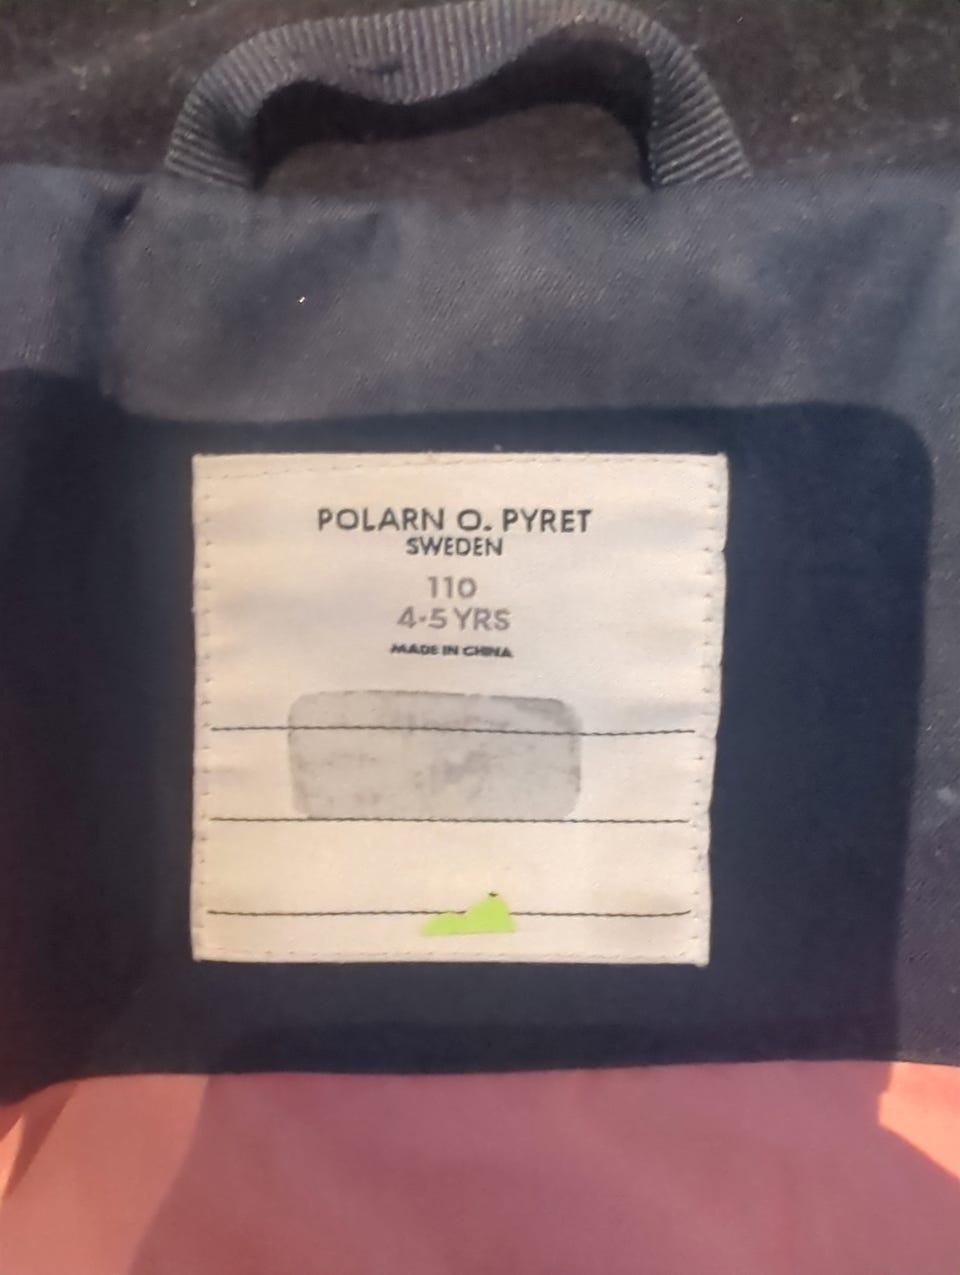 POLARN O. PYRET
SWEDEN
110
4-5 YRS
MADE IN CHINA